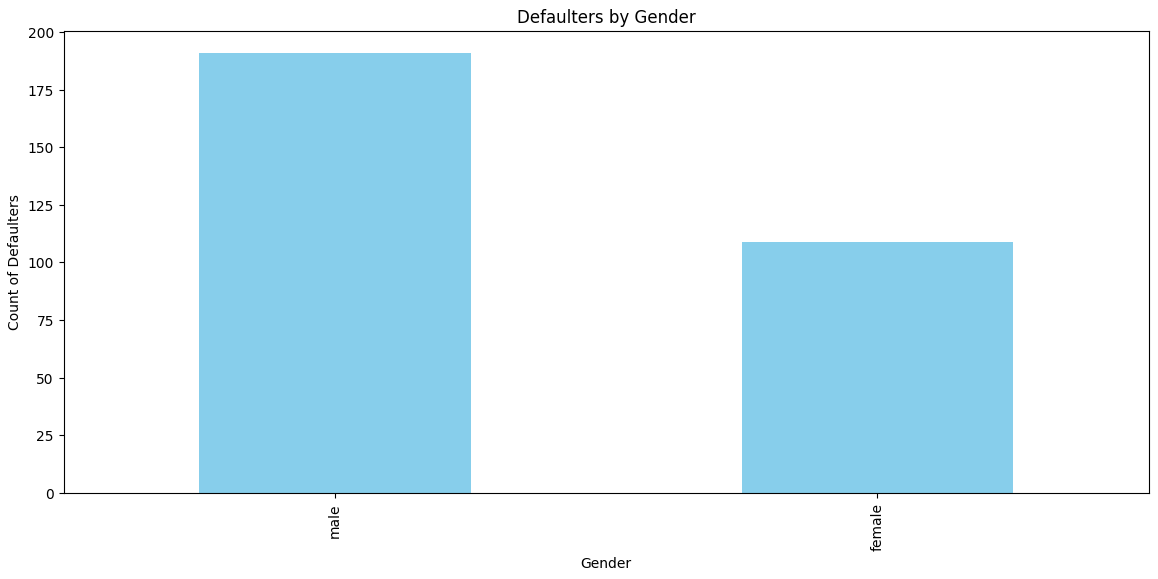 Defaulters by Gender
200
175
150
125
100
75
50
25
0
Count of Defaulters
male
female
Gender